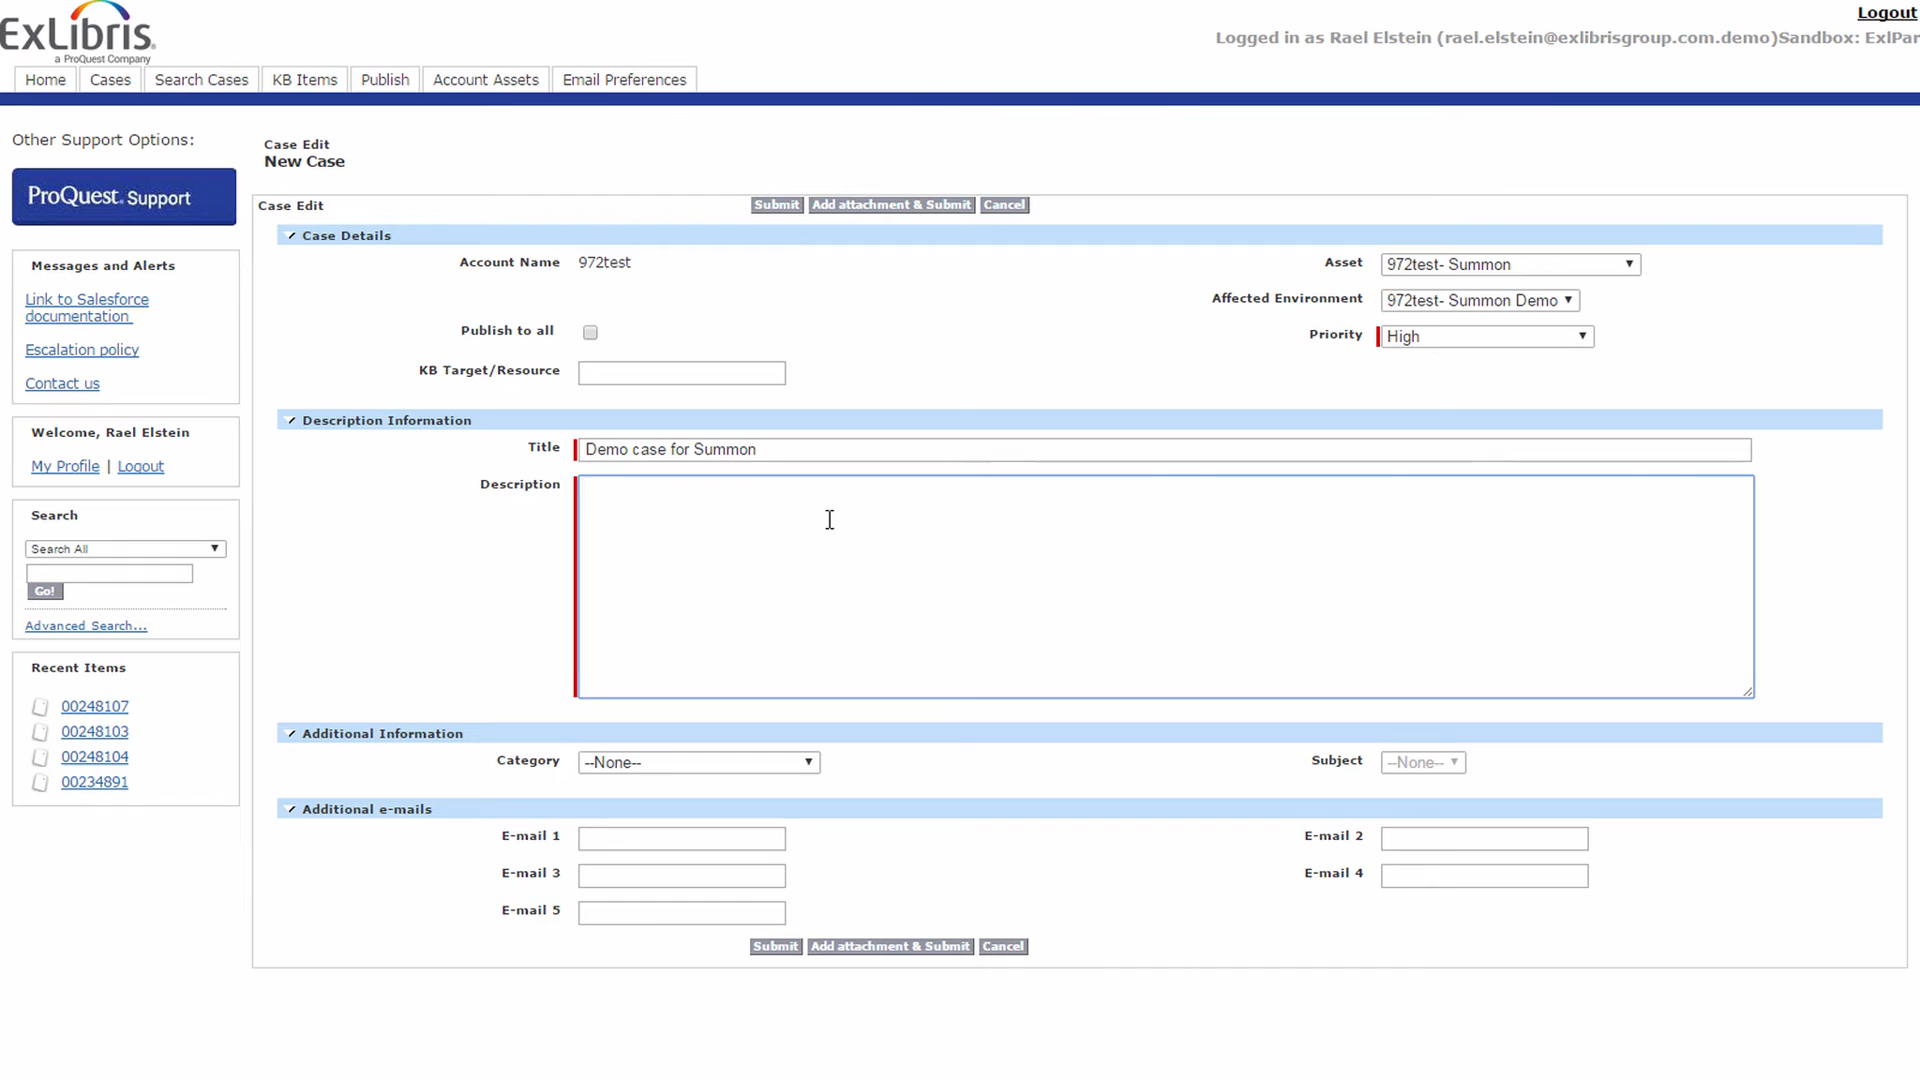 ExLibris
a ProQuest Company
Logout
Logged in as Rael Elstein (rael.elstein@exlibrisgroup.com.demo)Sandbox: ExlPar
Home Cases Search Cases KB Items Publish Account Assets Email Preferences
Other Support Options:
ProQuest. Support
Messages and Alerts
Link to Salesforce
documentation
Escalation policy
Contact us
Welcome, Rael Elstein
My Profile | Logout
Search
Search All
Go!
Advanced Search...
Recent Items
00248107
00248103
00248104
00234891
Case Edit
New Case
Case Edit Submit Add attachment & Submit Cancel
Case Details
Account Name 972test Asset 972test- Summon
Affected Environment 972test- Summon Demo
Publish to all Priority High
KB Target/Resource
Description Information
Title Demo case for Summon
Description
Additional Information
Category --None-- Subject --None--
Additional e-mails
E-mail 1 E-mail 2
E-mail 3 E-mail 4
E-mail 5
Submit Add attachment & Submit Cancel